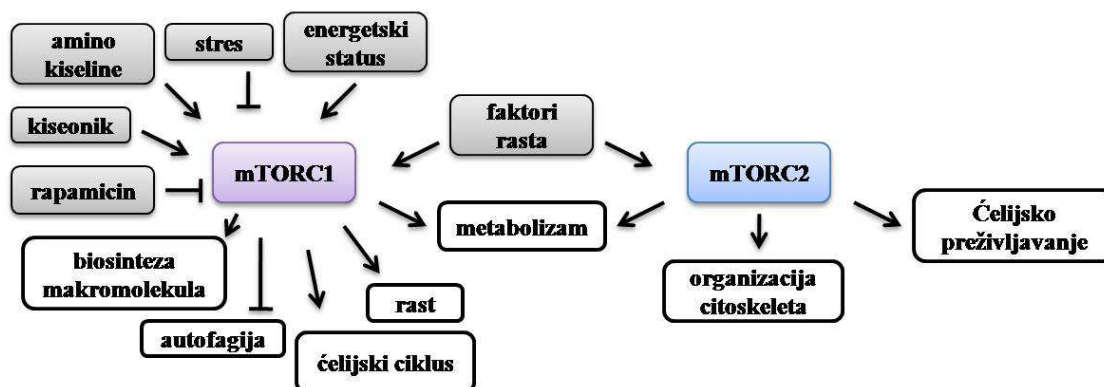 amino
kiseline
stres
energetski
status
kiseonik
faktori
rasta
rapamicin
mTORC1
mTORC2
biosinteza
makromolekula
metabolizam
Ćelijsko
preživljavanje
autofagija
rast
organizacija
citoskeleta
ćelijski ciklus